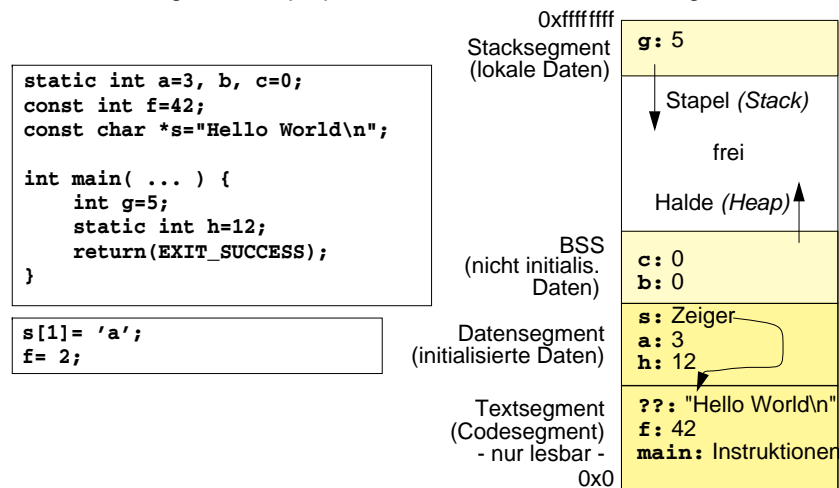 static int a=3, b, c=0;
const int f=42;
const char *s="Hello World\n";
int main( ... ) {
int g=5;
static int h=12;
return(EXIT_SUCCESS);
}
s[1]= ’a’;
f= 2;
0xffffffff
Stacksegment
(lokale Daten)
g: 5
Stapel (Stack)
frei
Halde (Heap)
BSS
(nicht initialis.
Daten)
c: 0
b: 0
Datensegment
(initialisierte Daten)
s: Zeiger
a: 3
h: 12
Textsegment
(Codesegment)
- nur lesbar -
0x0
??: "Hello World\n"
f: 42
main: Instruktionen